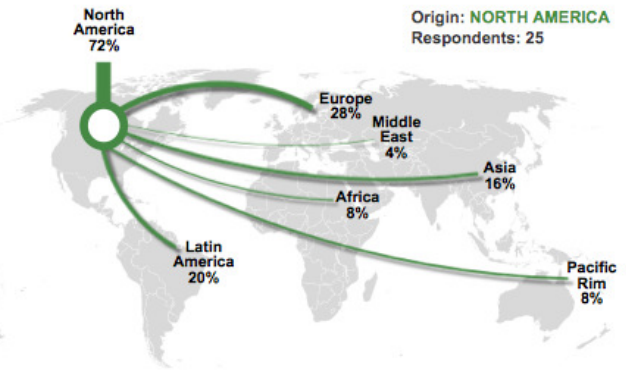 North
America
72%
Origin: NORTH AMERICA
Respondents: 25
Europe
28%
Middle
East
4%
Asia
16%
Africa
8%
Latin
America
20%
Pacific
Rim
8%